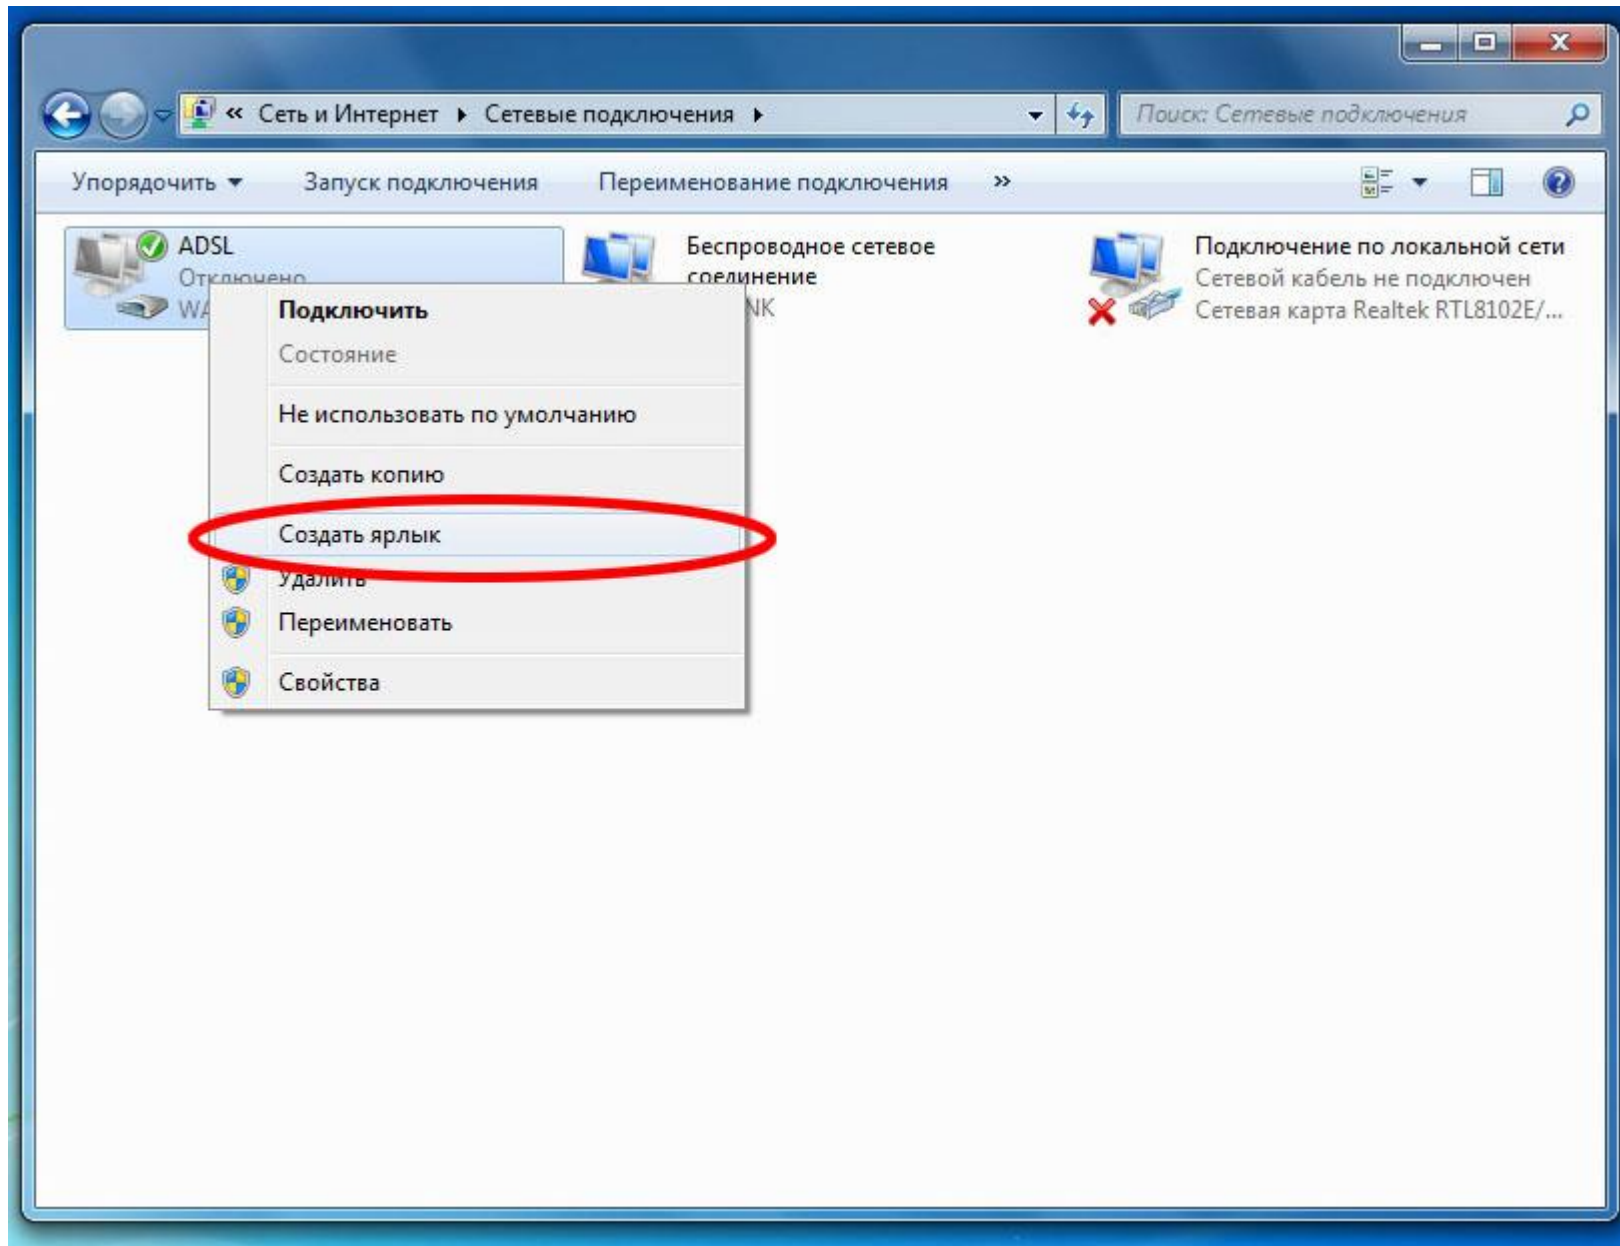 « Сеть и Интернет Сетевые подключения
Поиск: Сетевые подключения
Упорядочить Запуск подключения Переименование подключения »
ADSL
Отключено
Беспроводное сетевое
соединение
Подключение по локальной сети
Сетевой кабель не подключен
Сетевая карта Realtek RTL8102E/...
Подключить
Состояние
Не использовать по умолчанию
Создать копию
Создать ярлык
Удалить
Переименовать
Свойства